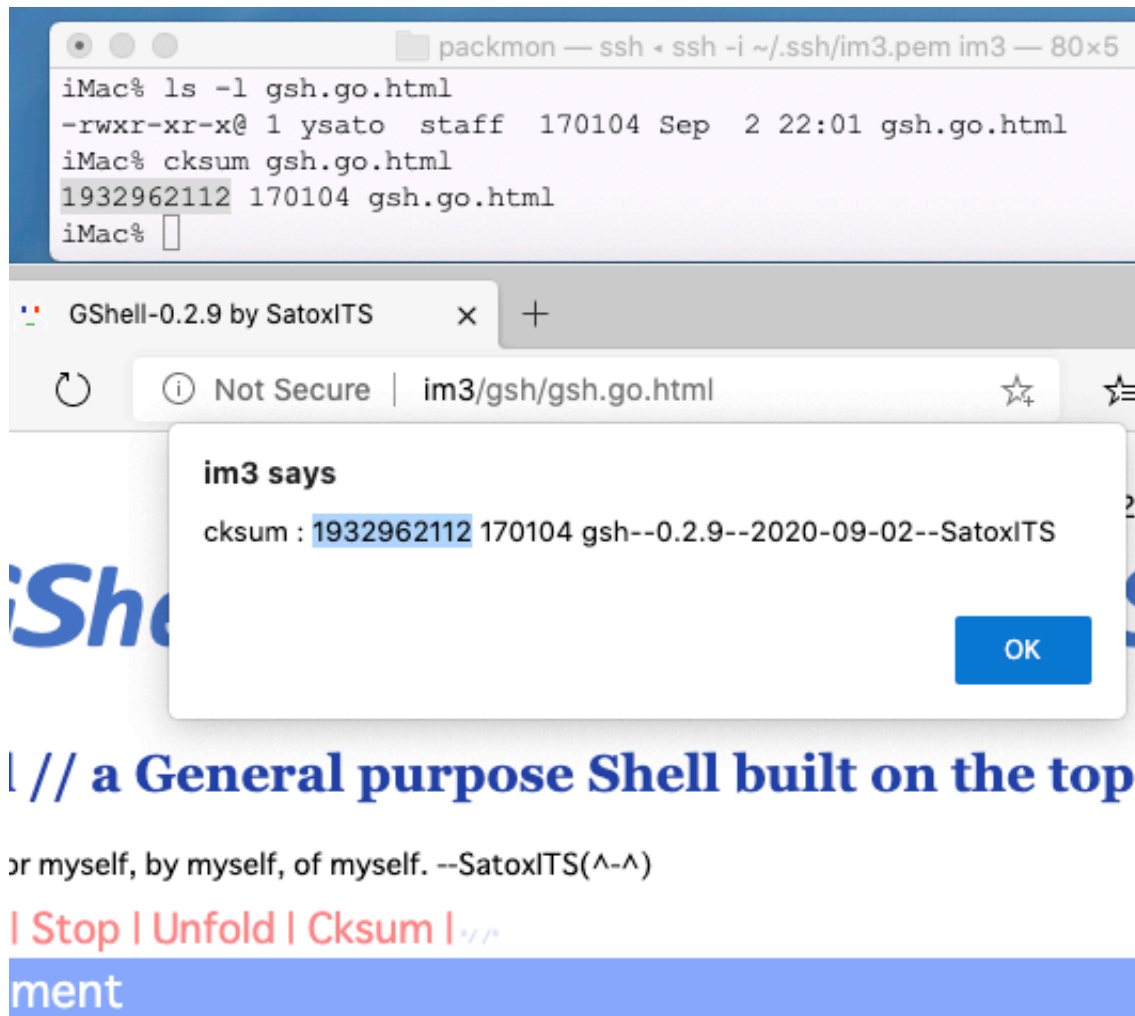 packmon — ssh ◂ ssh -i ~/.ssh/im3.pem im3 — 80×5
iMac% ls -l gsh.go.html
-rwxr-xr-x@ 1 ysato  staff  170104 Sep  2 22:01 gsh.go.html
iMac% cksum gsh.go.html
1932962112 170104 gsh.go.html
iMac%
GShell-0.2.9 by SatoxITS
Not Secure | im3/gsh/gsh.go.html
im3 says
cksum : 1932962112 170104 gsh--0.2.9--2020-09-02--SatoxITS
OK
GShe
// a General purpose Shell built on the top
or myself, by myself, of myself. --SatoxITS(^-^)
| Stop | Unfold | Cksum | */ /*
ment